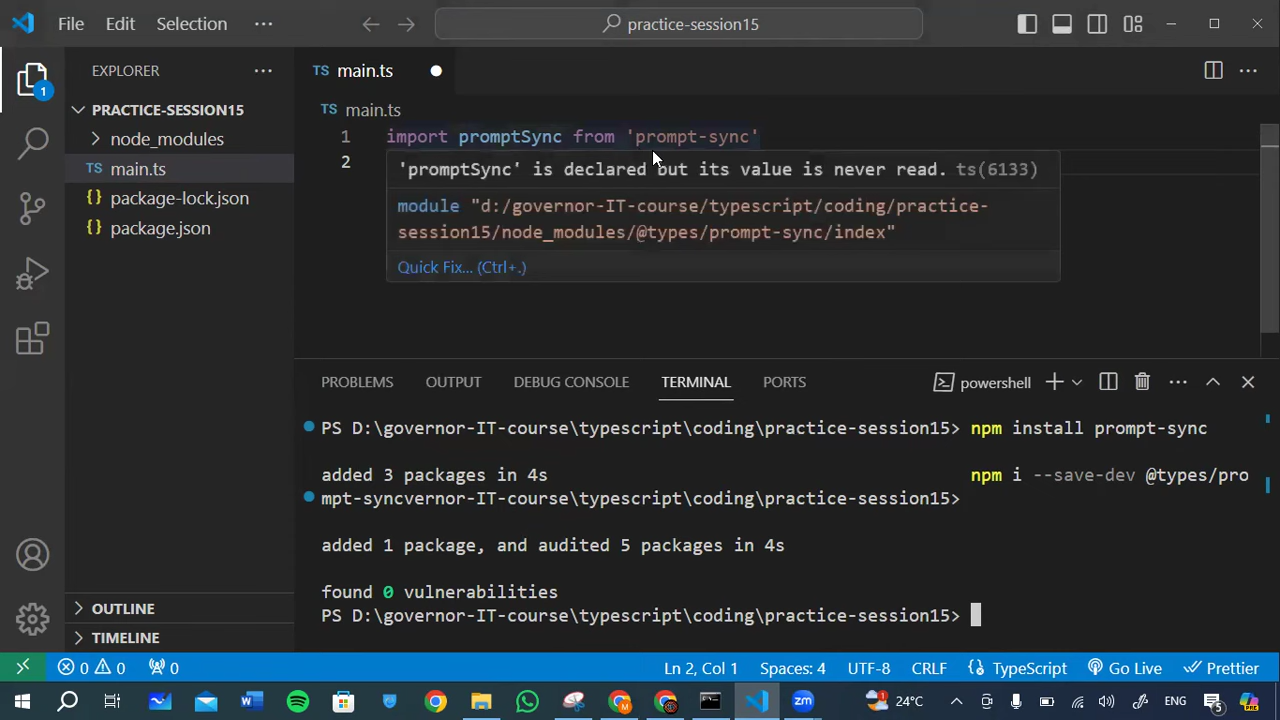 File Edit Selection ··· practice-session15
EXPLORER ···
TS main.ts
PRACTICE-SESSION15
TS main.ts
1
node_modules
1 import promptSync from 'prompt-sync'
TS main.ts
2
'promptSync' is declared but its value is never read. ts(6133)
{} package-lock.json
module "d:/governor-IT-course/typescript/coding/practice-
{} package.json
session15/node_modules/@types/prompt-sync/index"
Quick Fix... (Ctrl+.)
PROBLEMS OUTPUT DEBUG CONSOLE TERMINAL PORTS powershell
PS D:\governor-IT-course\typescript\coding\practice-session15> npm install prompt-sync
added 3 packages in 4s npm i --save-dev @types/pro
mpt-syncvernor-IT-course\typescript\coding\practice-session15>
added 1 package, and audited 5 packages in 4s
found 0 vulnerabilities
PS D:\governor-IT-course\typescript\coding\practice-session15>
OUTLINE
TIMELINE
0 0 0 Ln 2, Col 1 Spaces: 4 UTF-8 CRLF {} TypeScript Go Live Prettier
24°C ENG 5